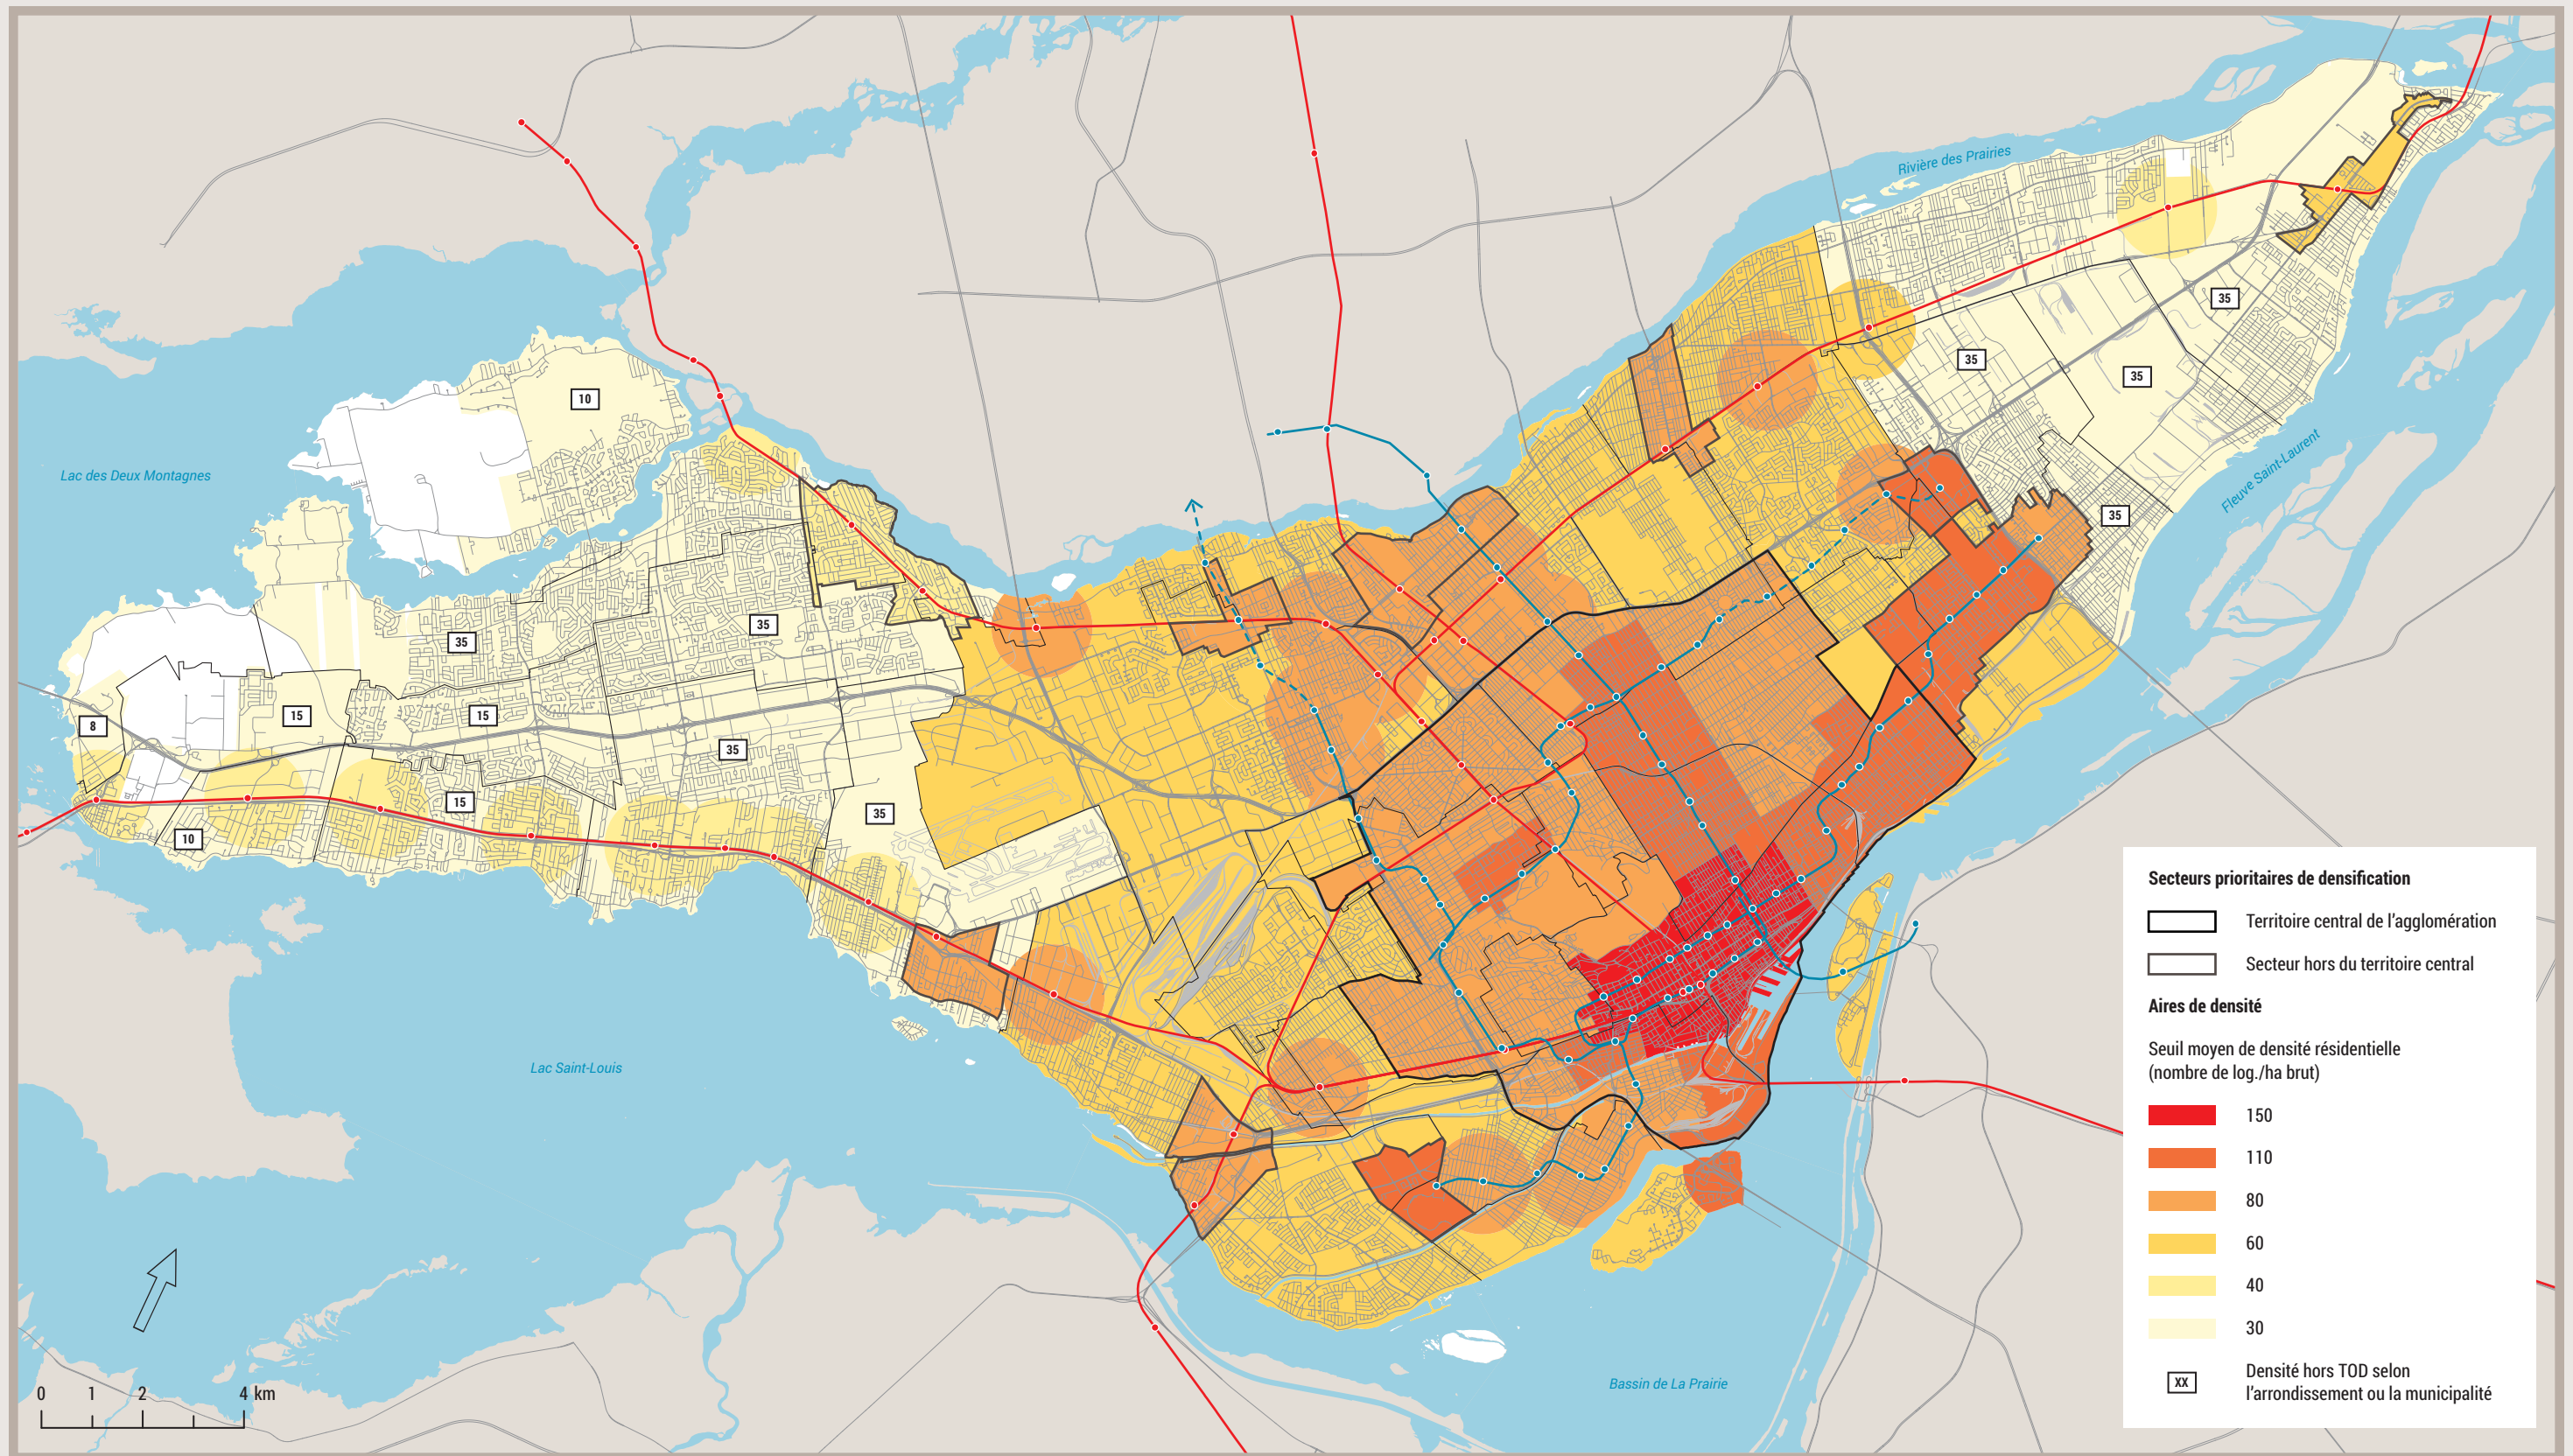 Rivière des Prairies
35
35
35
10
Lac des Deux Montagnes
Fleuve Saint-Laurent
35
35
35
8
15
15
35
15
35
10
Lac Saint-Louis
Bassin de La Prairie
0 1 2 4 km
Secteurs prioritaires de densification
Territoire central de l'agglomération
Secteur hors du territoire central
Aires de densité
Seuil moyen de densité résidentielle
(nombre de log./ha brut)
150
110
80
60
40
30
XX
Densité hors TOD selon
l'arrondissement ou la municipalité